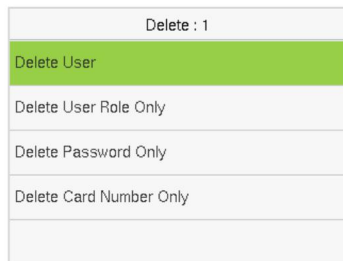 Delete : 1
Delete User
Delete User Role Only
Delete Password Only
Delete Card Number Only